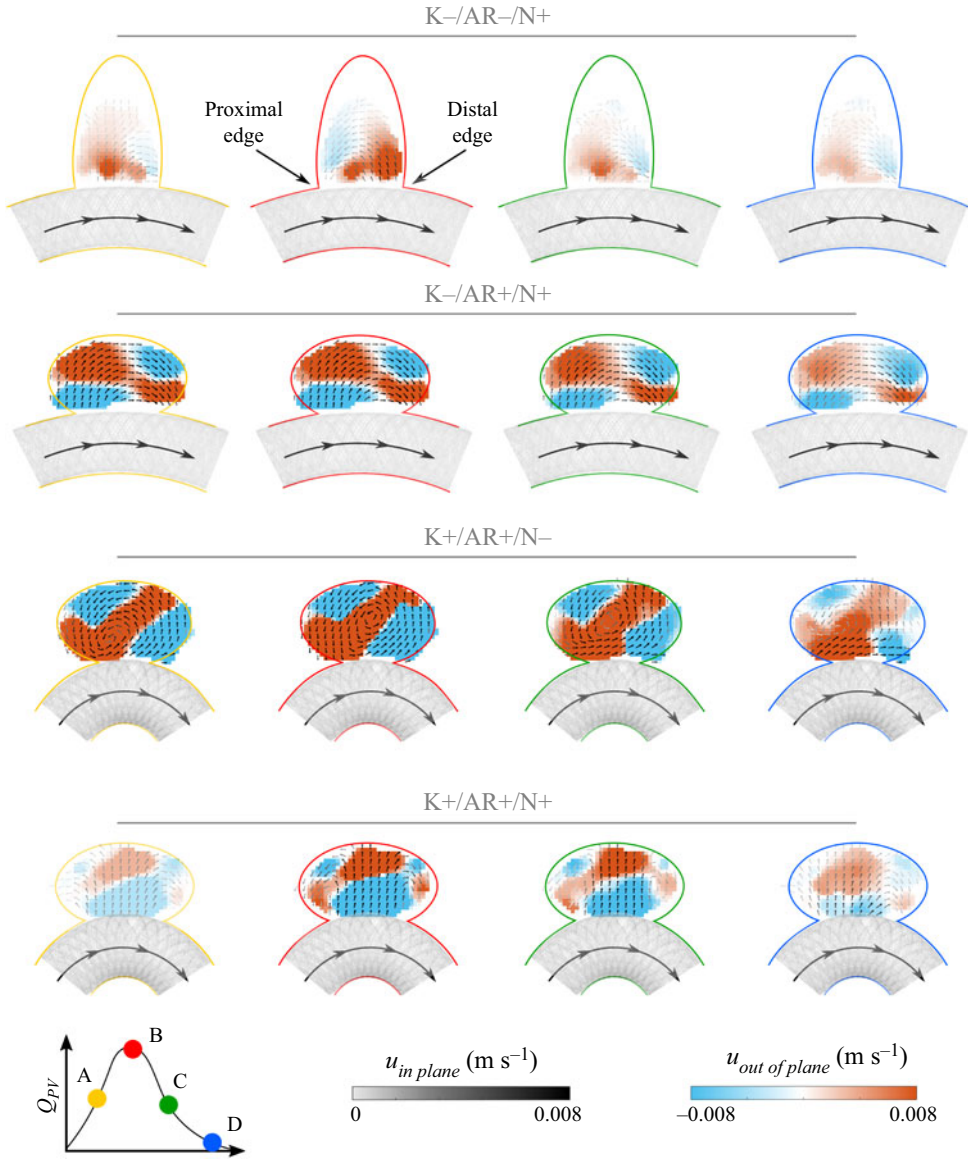 K–/AR–/N+
Proximal
edge
Distal
edge
K–/AR+/N+
K+/AR+/N–
K+/AR+/N+
B
A
C
D
Q_PV
u_in plane (m s⁻¹)
0
0.008
u_out of plane (m s⁻¹)
–0.008
0.008